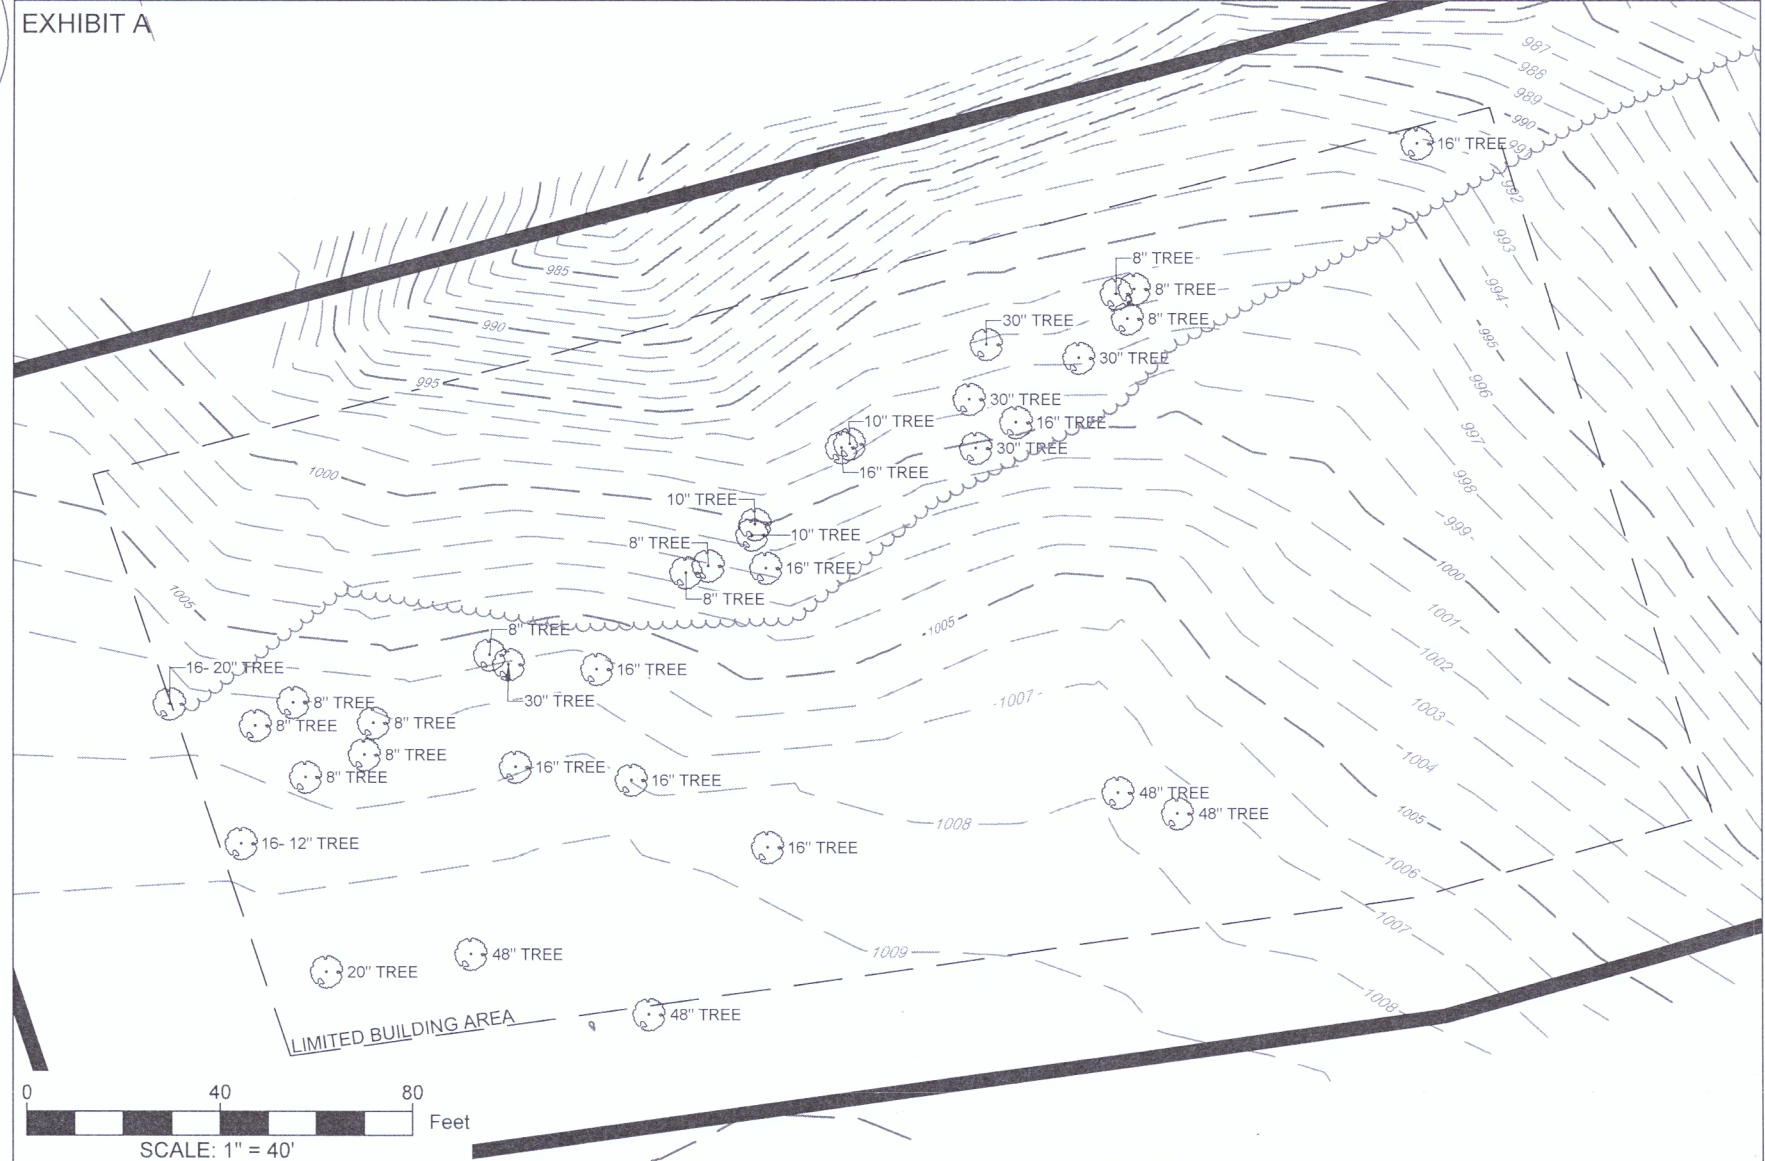 EXHIBIT A
987
988
989
990
991
16" TREE
992
993
8" TREE
985
8" TREE
994
8" TREE
30" TREE
990
995
30" TREE
995
996
30" TREE
10" TREE
16" TREE
997
30" TREE
16" TREE
1000
998
10" TREE
999
10" TREE
8" TREE
16" TREE
1000
1005
8" TREE
1001
1005
8" TREE
1002
16- 20" TREE
16" TREE
30" TREE
1007
8" TREE
1003
8" TREE
8" TREE
8" TREE
1004
16" TREE
8" TREE
16" TREE
48" TREE
48" TREE
1005
1008
16- 12" TREE
16" TREE
1006
1007
1009
48" TREE
20" TREE
1008
48" TREE
LIMITED BUILDING AREA
0 40 80
Feet
SCALE: 1" = 40'